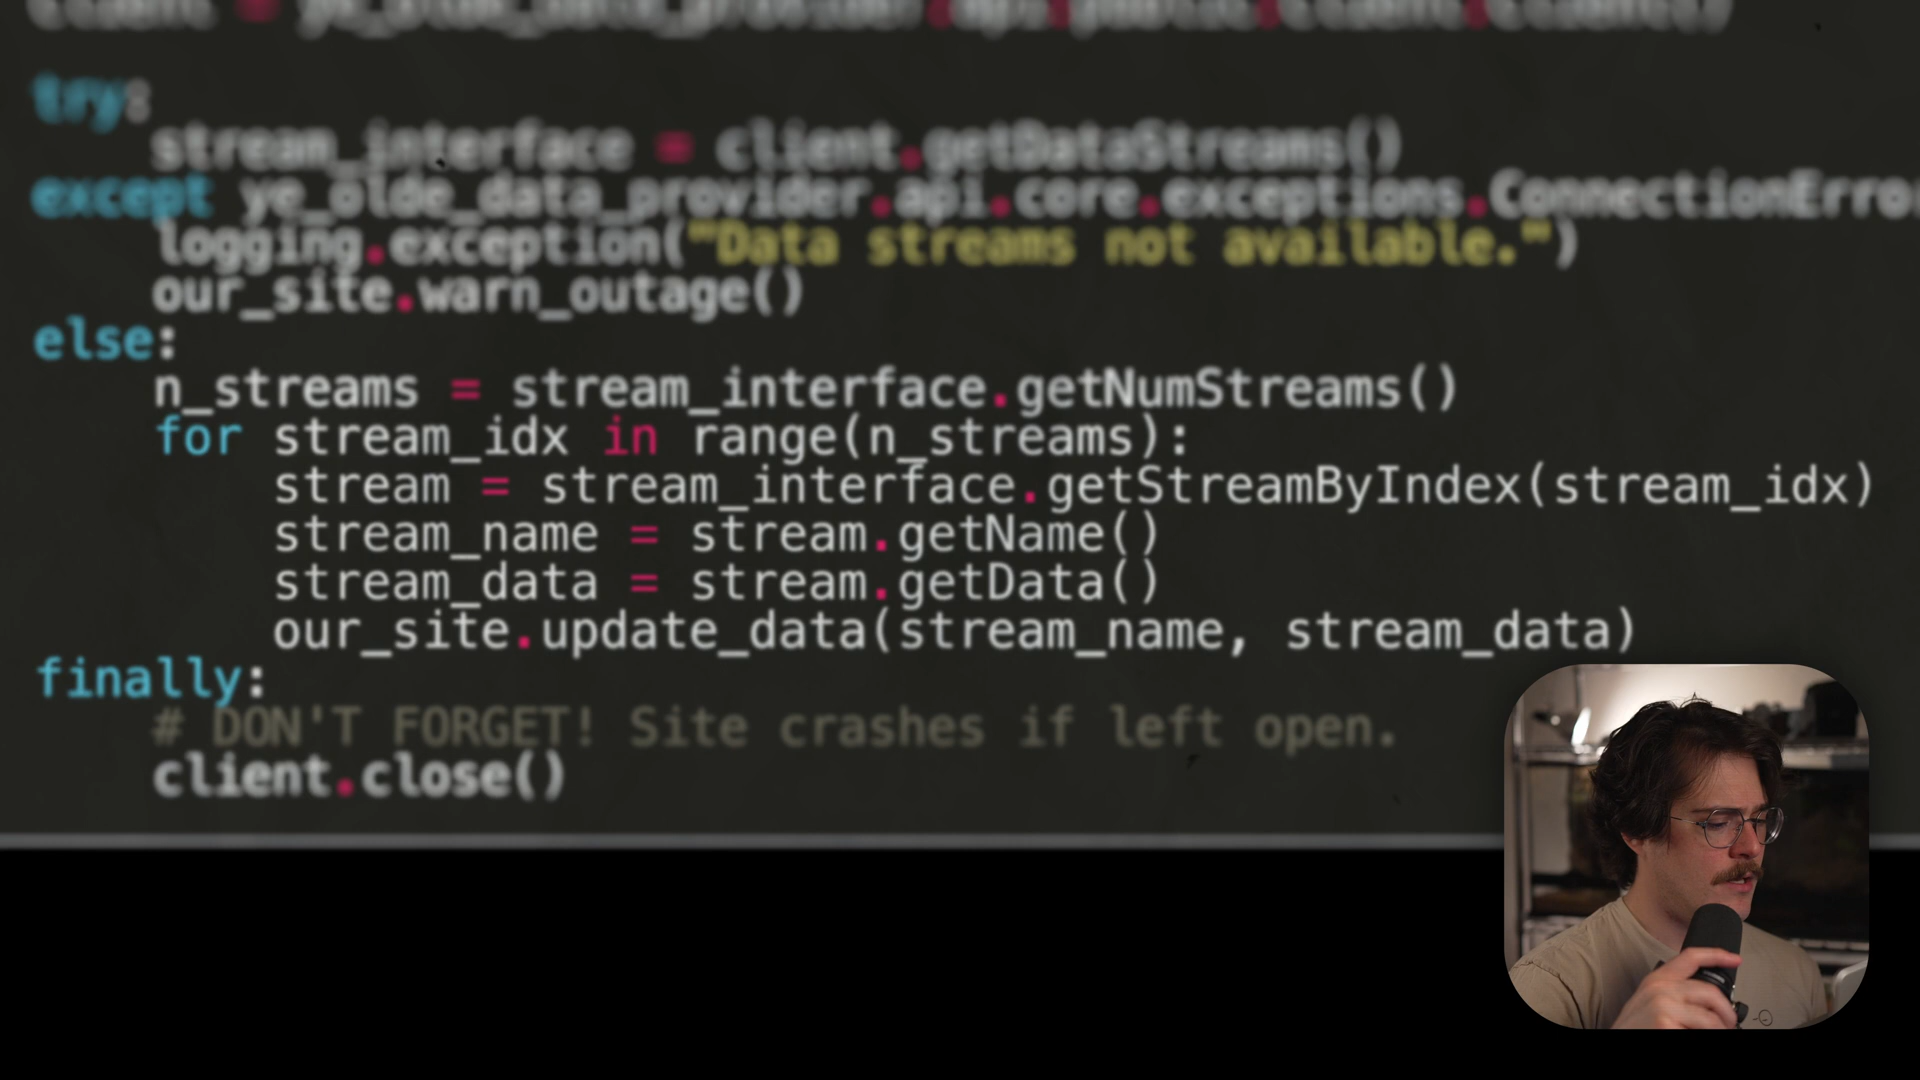 try:
stream_interface = client.getDataStreams()
except ye_olde_data_provider.api.core.exceptions.ConnectionError
logging.exception("Data streams not available.")
our_site.warn_outage()
else:
n_streams = stream_interface.getNumStreams()
for stream_idx in range(n_streams):
stream = stream_interface.getStreamByIndex(stream_idx)
stream_name = stream.getName()
stream_data = stream.getData()
our_site.update_data(stream_name, stream_data)
finally:
# DON'T FORGET! Site crashes if left open.
client.close()